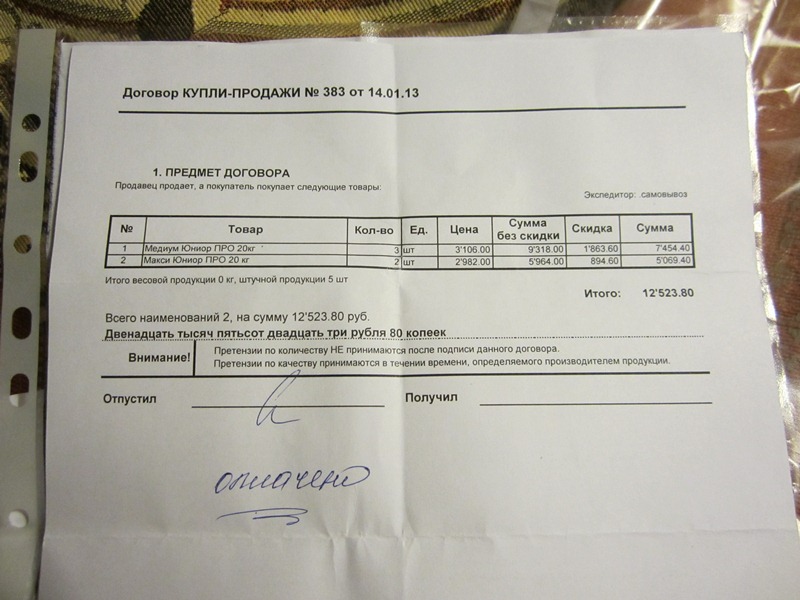 Договор КУПЛИ-ПРОДАЖИ № 383 от 14.01.13
1. ПРЕДМЕТ ДОГОВОРА
Продавец продает, а покупатель покупает следующие товары:
Экспедитор: .самовывоз
№ Товар Кол-во Ед. Цена Сумма без скидки Скидка Сумма
1 Медиум Юниор ПРО 20кг 3 шт 3'106.00 9'318.00 1'863.60 7'454.40
2 Макси Юниор ПРО 20 кг 2 шт 2'982.00 5'964.00 894.60 5'069.40
Итого весовой продукции 0 кг, штучной продукции 5 шт
Итого: 12'523.80
Всего наименований 2, на сумму 12'523.80 руб.
Двенадцать тысяч пятьсот двадцать три рубля 80 копеек
Внимание! Претензии по количеству НЕ принимаются после подписи данного договора.
Претензии по качеству принимаются в течении времени, определяемого производителем продукции.
Отпустил Получил
оплачено